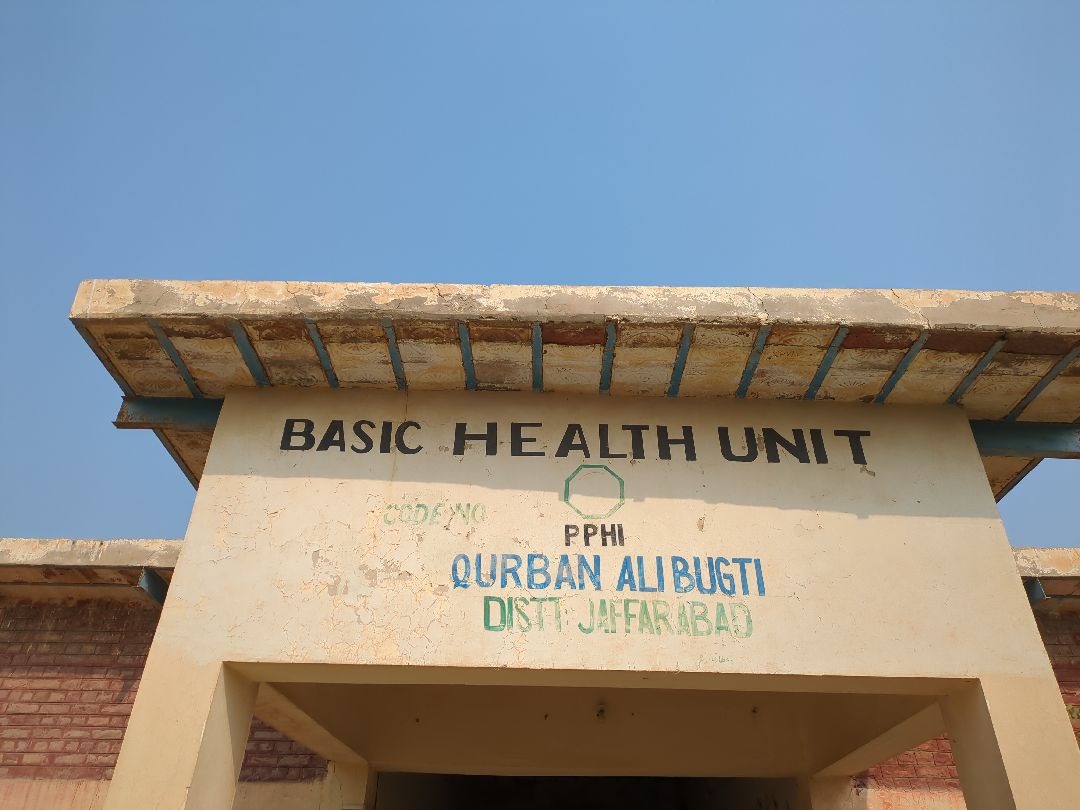 BASIC HEALTH UNIT
CODE NO
PPHI
QURBAN ALI BUGTI
DISTT JAFFARABAD